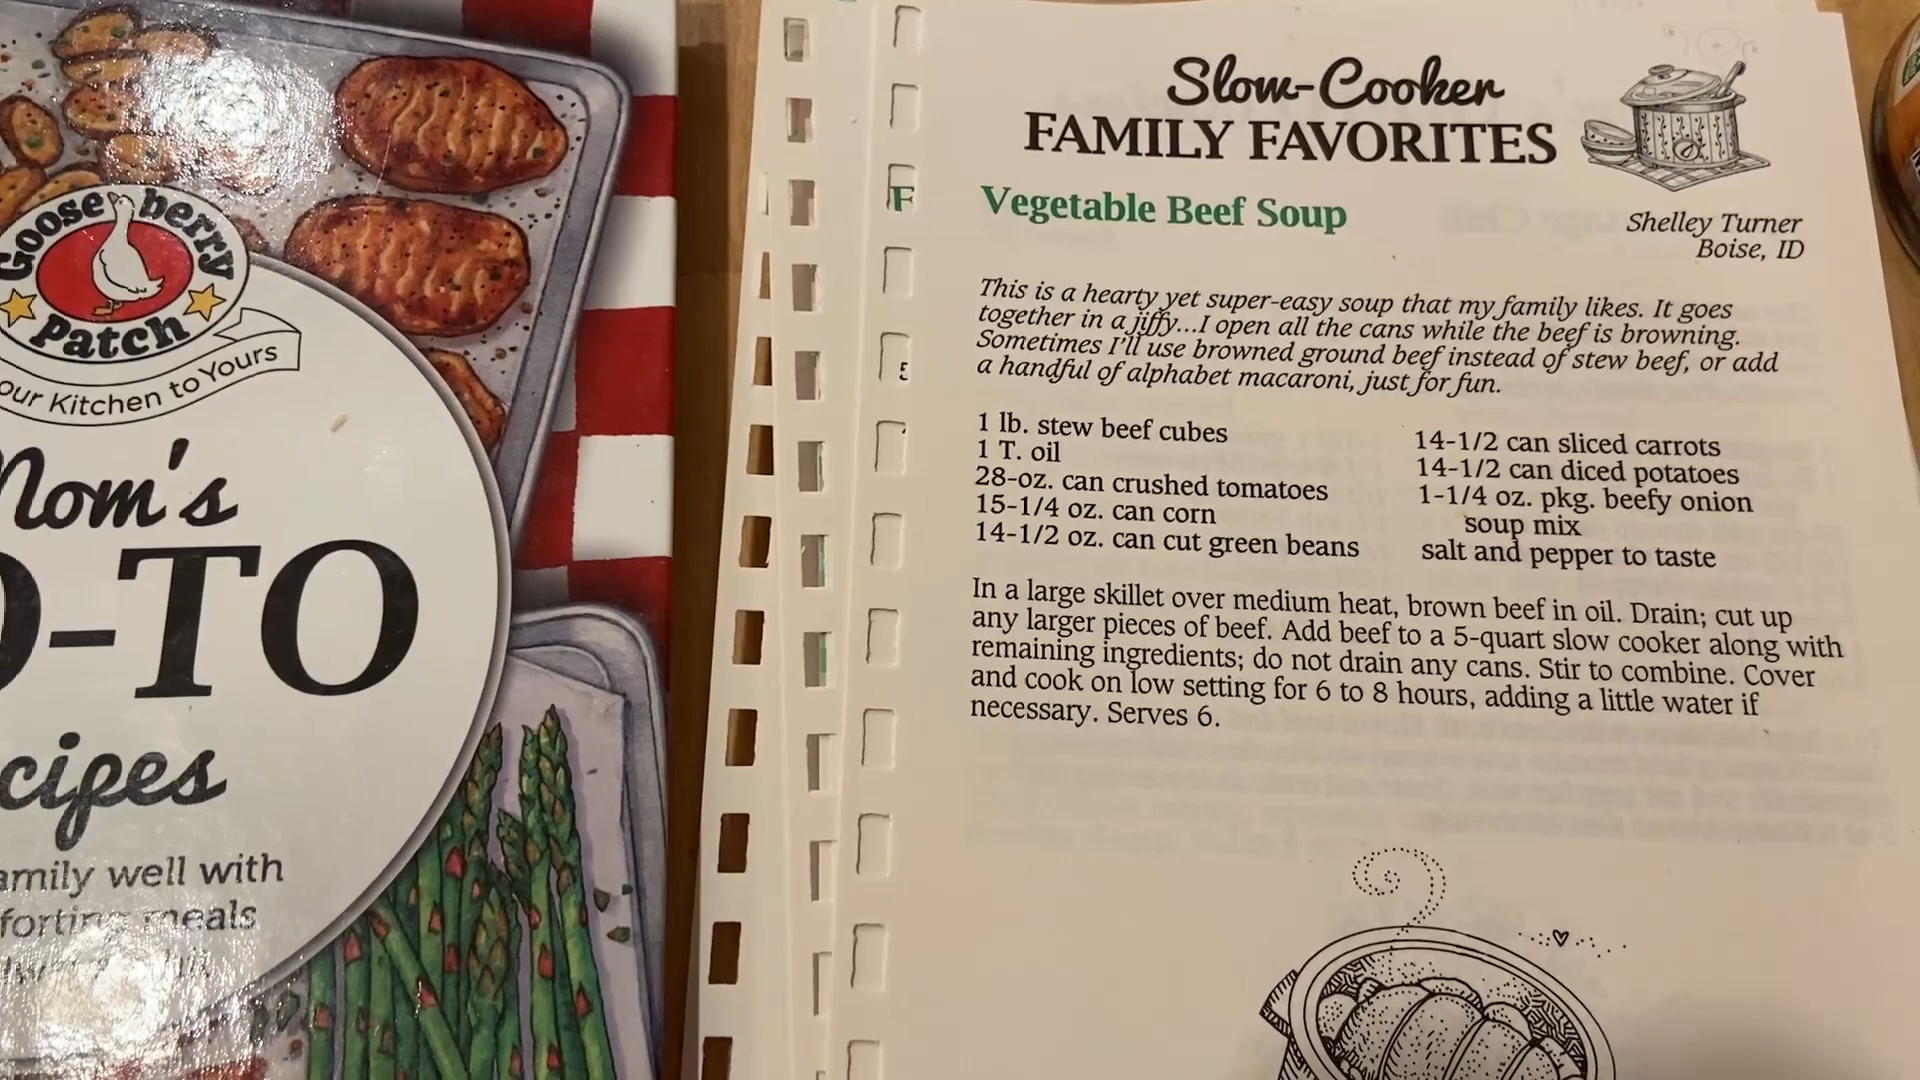 Gooseberry
Patch
our Kitchen to Yours
Mom's
-TO
cipes
family well with
forting meals
Slow-Cooker
FAMILY FAVORITES
F
5
Vegetable Beef Soup
Shelley Turner
Boise, ID
This is a hearty yet super-easy soup that my family likes. It goes
together in a jiffy...I open all the cans while the beef is browning.
Sometimes I'll use browned ground beef instead of stew beef, or add
a handful of alphabet macaroni, just for fun.
1 lb. stew beef cubes
1 T. oil
28-oz. can crushed tomatoes
15-1/4 oz. can corn
14-1/2 oz. can cut green beans
14-1/2 can sliced carrots
14-1/2 can diced potatoes
1-1/4 oz. pkg. beefy onion
soup mix
salt and pepper to taste
In a large skillet over medium heat, brown beef in oil. Drain; cut up
any larger pieces of beef. Add beef to a 5-quart slow cooker along with
remaining ingredients; do not drain any cans. Stir to combine. Cover
and cook on low setting for 6 to 8 hours, adding a little water if
necessary. Serves 6.